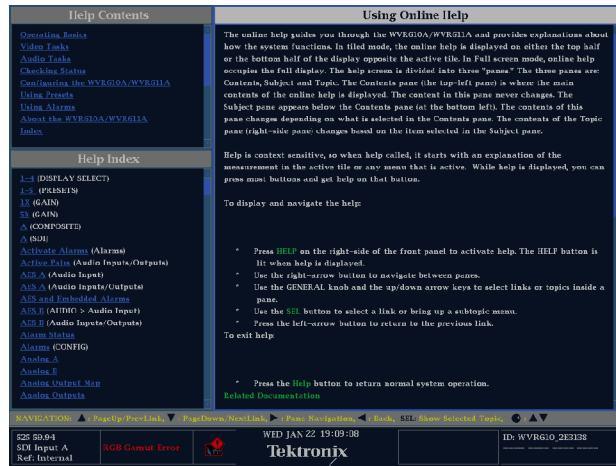 Help Contents
Operating Basics
Video Tasks
Audio Tasks
Checking Status
Configuring the WVR610A/WVR611A
Using Presets
Using Alarms
About the WVR610A/WVR611A
Index
Help Index
1-4 (DISPLAY SELECT)
1-5 (PRESETS)
1X (GAIN)
5X (GAIN)
A (COMPOSITE)
A (SDI)
Activate Alarms (Alarms)
Active Pairs (Audio Inputs/Outputs)
AES A (Audio Input)
AES A (Audio Inputs/Outputs)
AES and Embedded Alarms
AES B (AUDIO > Audio Input)
AES B (Audio Inputs/Outputs)
Alarm Status
Alarms (CONFIG)
Analog A
Analog B
Analog Output Map
Analog Outputs
Using Online Help
The online help guides you through the WVR610A/WVR611A and provides explanations about
how the system functions. In tiled mode, the online help is displayed on either the top half
or the bottom half of the display opposite the active tile. In Full screen mode, online help
occupies the full display. The help screen is divided into three "panes." The three panes are:
Contents, Subject and Topic. The Contents pane (the top-left pane) is where the main
contents of the online help is displayed. The content in this pane never changes. The
Subject pane appears below the Contents pane (at the bottom left). The contents of this
pane changes depending on what is selected in the Contents pane. The contents of the Topic
pane (right-side pane) changes based on the item selected in the Subject pane.
Help is context sensitive, so when help called, it starts with an explanation of the
measurement in the active tile or any menu that is active. While help is displayed, you can
press most buttons and get help on that button.
To display and navigate the help:
* Press HELP on the right-side of the front panel to activate help. The HELP button is
lit when help is displayed.
* Use the right-arrow button to navigate between panes.
* Use the GENERAL knob and the up/down arrow keys to select links or topics inside a
pane.
* Use the SEL button to select a link or bring up a subtopic menu.
* Press the left-arrow button to return to the previous link.
To exit help:
* Press the Help button to return normal system operation.
Related Documentation
NAVIGATION: ▲: PageUp/PrevLink, ▼: PageDown/NextLink, ▶: Pane Navigation, ◀: Back, SEL: Show Selected Topic, : ▲▼
525 59.94
SDI Input A
Ref: Internal
RGB Gamut Error
WED JAN 22 19:09:08
Tektronix
ID: WVR610_2E3138